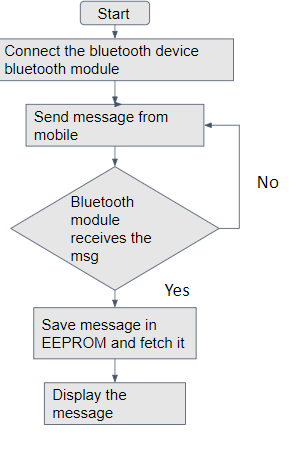 Start
Connect the bluetooth device
bluetooth module
Send message from
mobile
No
Bluetooth
module
receives the
msg
Yes
Save message in
EEPROM and fetch it
Display the
message